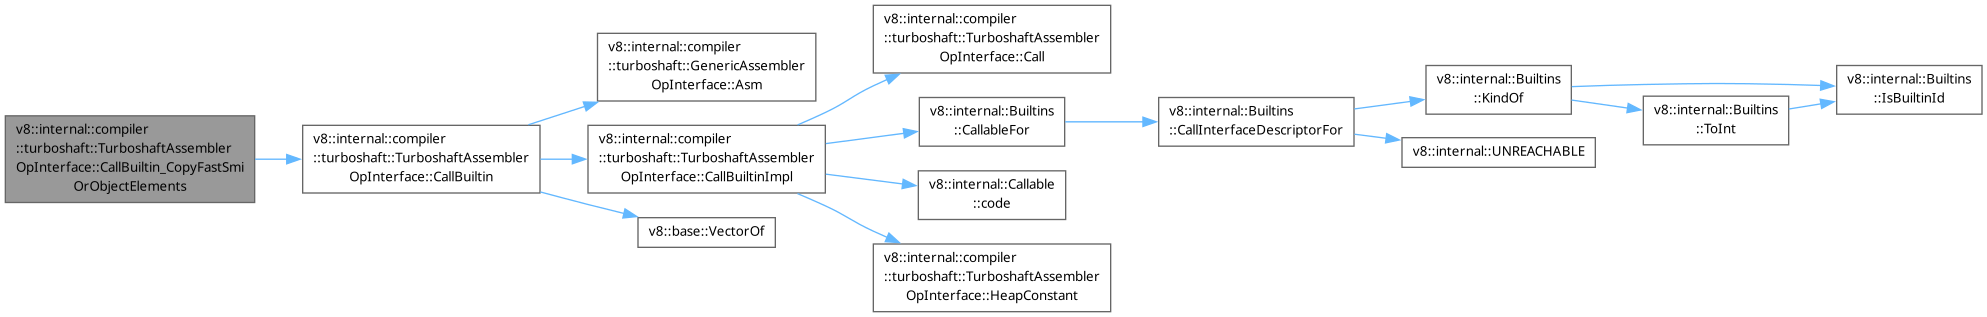 v8::internal::compiler
::turboshaft::TurboshaftAssembler
OpInterface::CallBuiltin_CopyFastSmi
OrObjectElements
v8::internal::compiler
::turboshaft::TurboshaftAssembler
OpInterface::CallBuiltin
v8::internal::compiler
::turboshaft::GenericAssembler
OpInterface::Asm
v8::internal::compiler
::turboshaft::TurboshaftAssembler
OpInterface::CallBuiltinImpl
v8::base::VectorOf
v8::internal::compiler
::turboshaft::TurboshaftAssembler
OpInterface::Call
v8::internal::Builtins
::CallableFor
v8::internal::Callable
::code
v8::internal::compiler
::turboshaft::TurboshaftAssembler
OpInterface::HeapConstant
v8::internal::Builtins
::CallInterfaceDescriptorFor
v8::internal::Builtins
::KindOf
v8::internal::UNREACHABLE
v8::internal::Builtins
::ToInt
v8::internal::Builtins
::IsBuiltinId